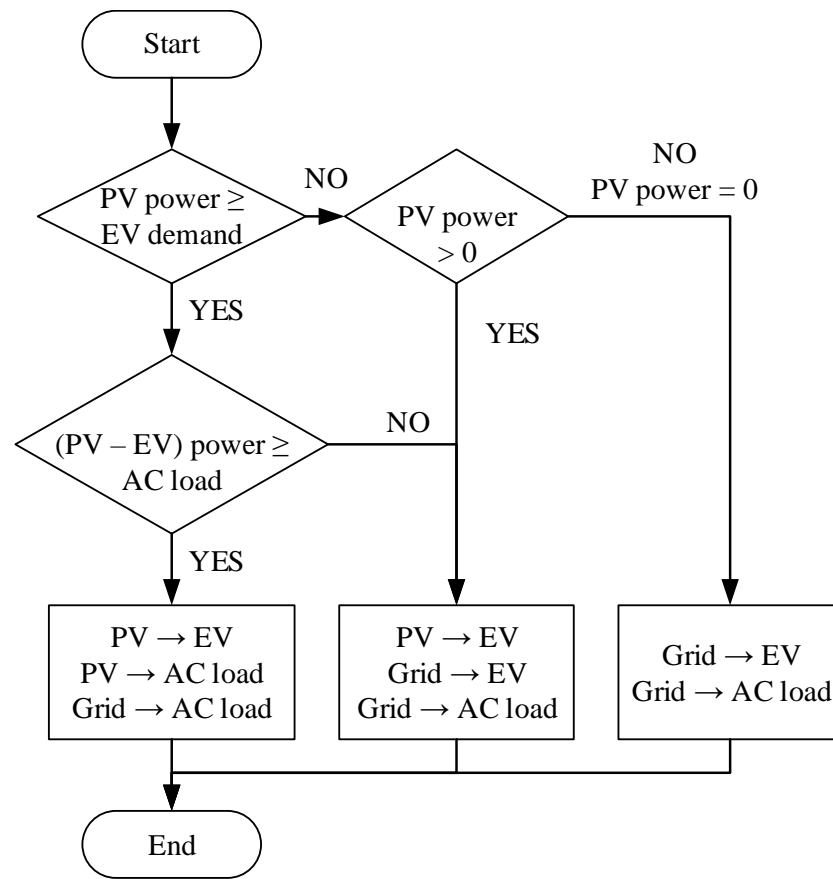 Start
PV power ≥
EV demand
NO
PV power
> 0
NO
PV power = 0
YES
YES
(PV – EV) power ≥
AC load
NO
YES
PV → EV
PV → AC load
Grid → AC load
PV → EV
Grid → EV
Grid → AC load
Grid → EV
Grid → AC load
End